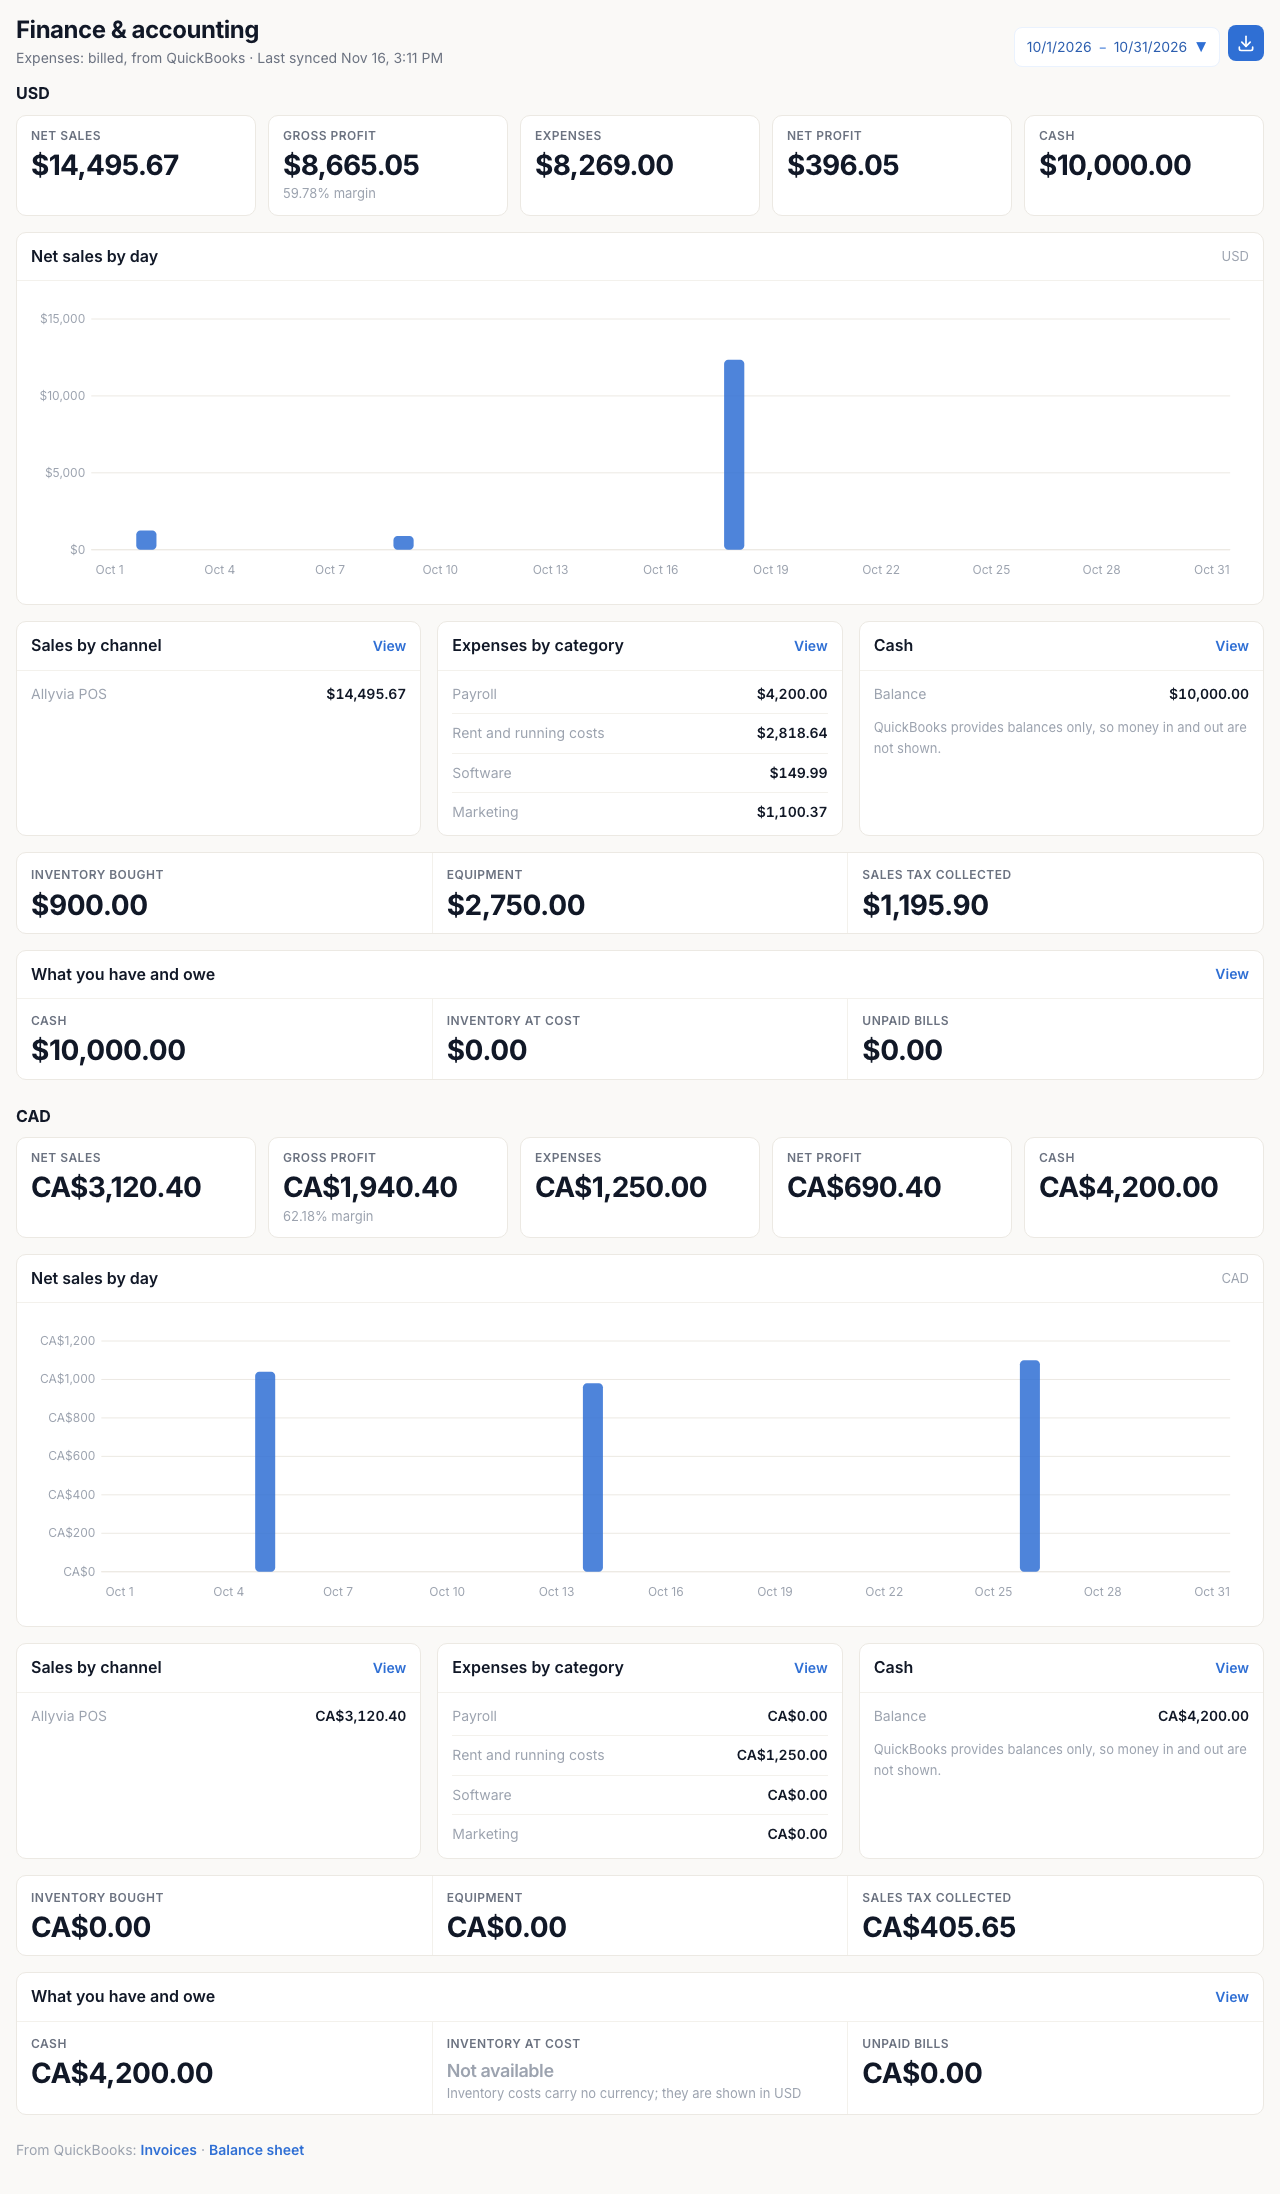 Finance & accounting
Expenses: billed, from QuickBooks · Last synced Nov 16, 3:11 PM
10/1/2026 – 10/31/2026 ▼
USD
NET SALES
$14,495.67
GROSS PROFIT
$8,665.05
59.78% margin
EXPENSES
$8,269.00
NET PROFIT
$396.05
CASH
$10,000.00
Net sales by day
USD
$15,000
$10,000
$5,000
$0
Oct 1
Oct 4
Oct 7
Oct 10
Oct 13
Oct 16
Oct 19
Oct 22
Oct 25
Oct 28
Oct 31
Sales by channel
View
Allyvia POS
$14,495.67
Expenses by category
View
Payroll
$4,200.00
Rent and running costs
$2,818.64
Software
$149.99
Marketing
$1,100.37
Cash
View
Balance
$10,000.00
QuickBooks provides balances only, so money in and out are
not shown.
INVENTORY BOUGHT
$900.00
EQUIPMENT
$2,750.00
SALES TAX COLLECTED
$1,195.90
What you have and owe
View
CASH
$10,000.00
INVENTORY AT COST
$0.00
UNPAID BILLS
$0.00
CAD
NET SALES
CA$3,120.40
GROSS PROFIT
CA$1,940.40
62.18% margin
EXPENSES
CA$1,250.00
NET PROFIT
CA$690.40
CASH
CA$4,200.00
Net sales by day
CAD
CA$1,200
CA$1,000
CA$800
CA$600
CA$400
CA$200
CA$0
Oct 1
Oct 4
Oct 7
Oct 10
Oct 13
Oct 16
Oct 19
Oct 22
Oct 25
Oct 28
Oct 31
Sales by channel
View
Allyvia POS
CA$3,120.40
Expenses by category
View
Payroll
CA$0.00
Rent and running costs
CA$1,250.00
Software
CA$0.00
Marketing
CA$0.00
Cash
View
Balance
CA$4,200.00
QuickBooks provides balances only, so money in and out are
not shown.
INVENTORY BOUGHT
CA$0.00
EQUIPMENT
CA$0.00
SALES TAX COLLECTED
CA$405.65
What you have and owe
View
CASH
CA$4,200.00
INVENTORY AT COST
Not available
Inventory costs carry no currency; they are shown in USD
UNPAID BILLS
CA$0.00
From QuickBooks: Invoices · Balance sheet